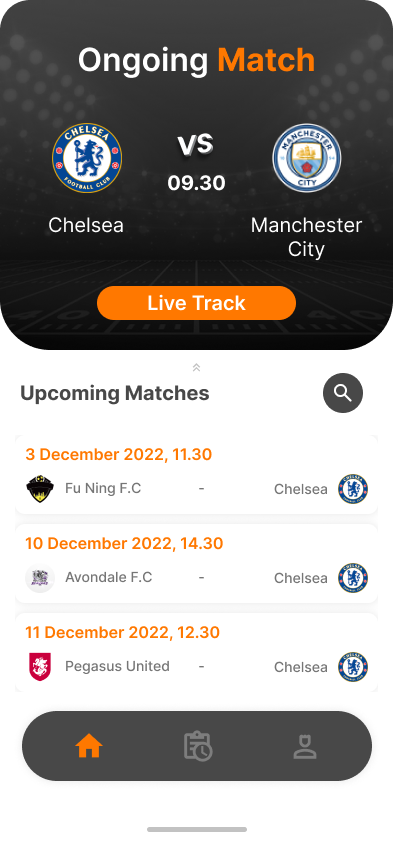 Ongoing Match
CHELSEA
FOOTBALL CLUB
VS
MANCHESTER
CITY
09.30
Chelsea
Manchester
City
Live Track
Upcoming Matches
3 December 2022, 11.30
Fu Ning F.C - Chelsea
10 December 2022, 14.30
Avondale F.C - Chelsea
11 December 2022, 12.30
Pegasus United - Chelsea